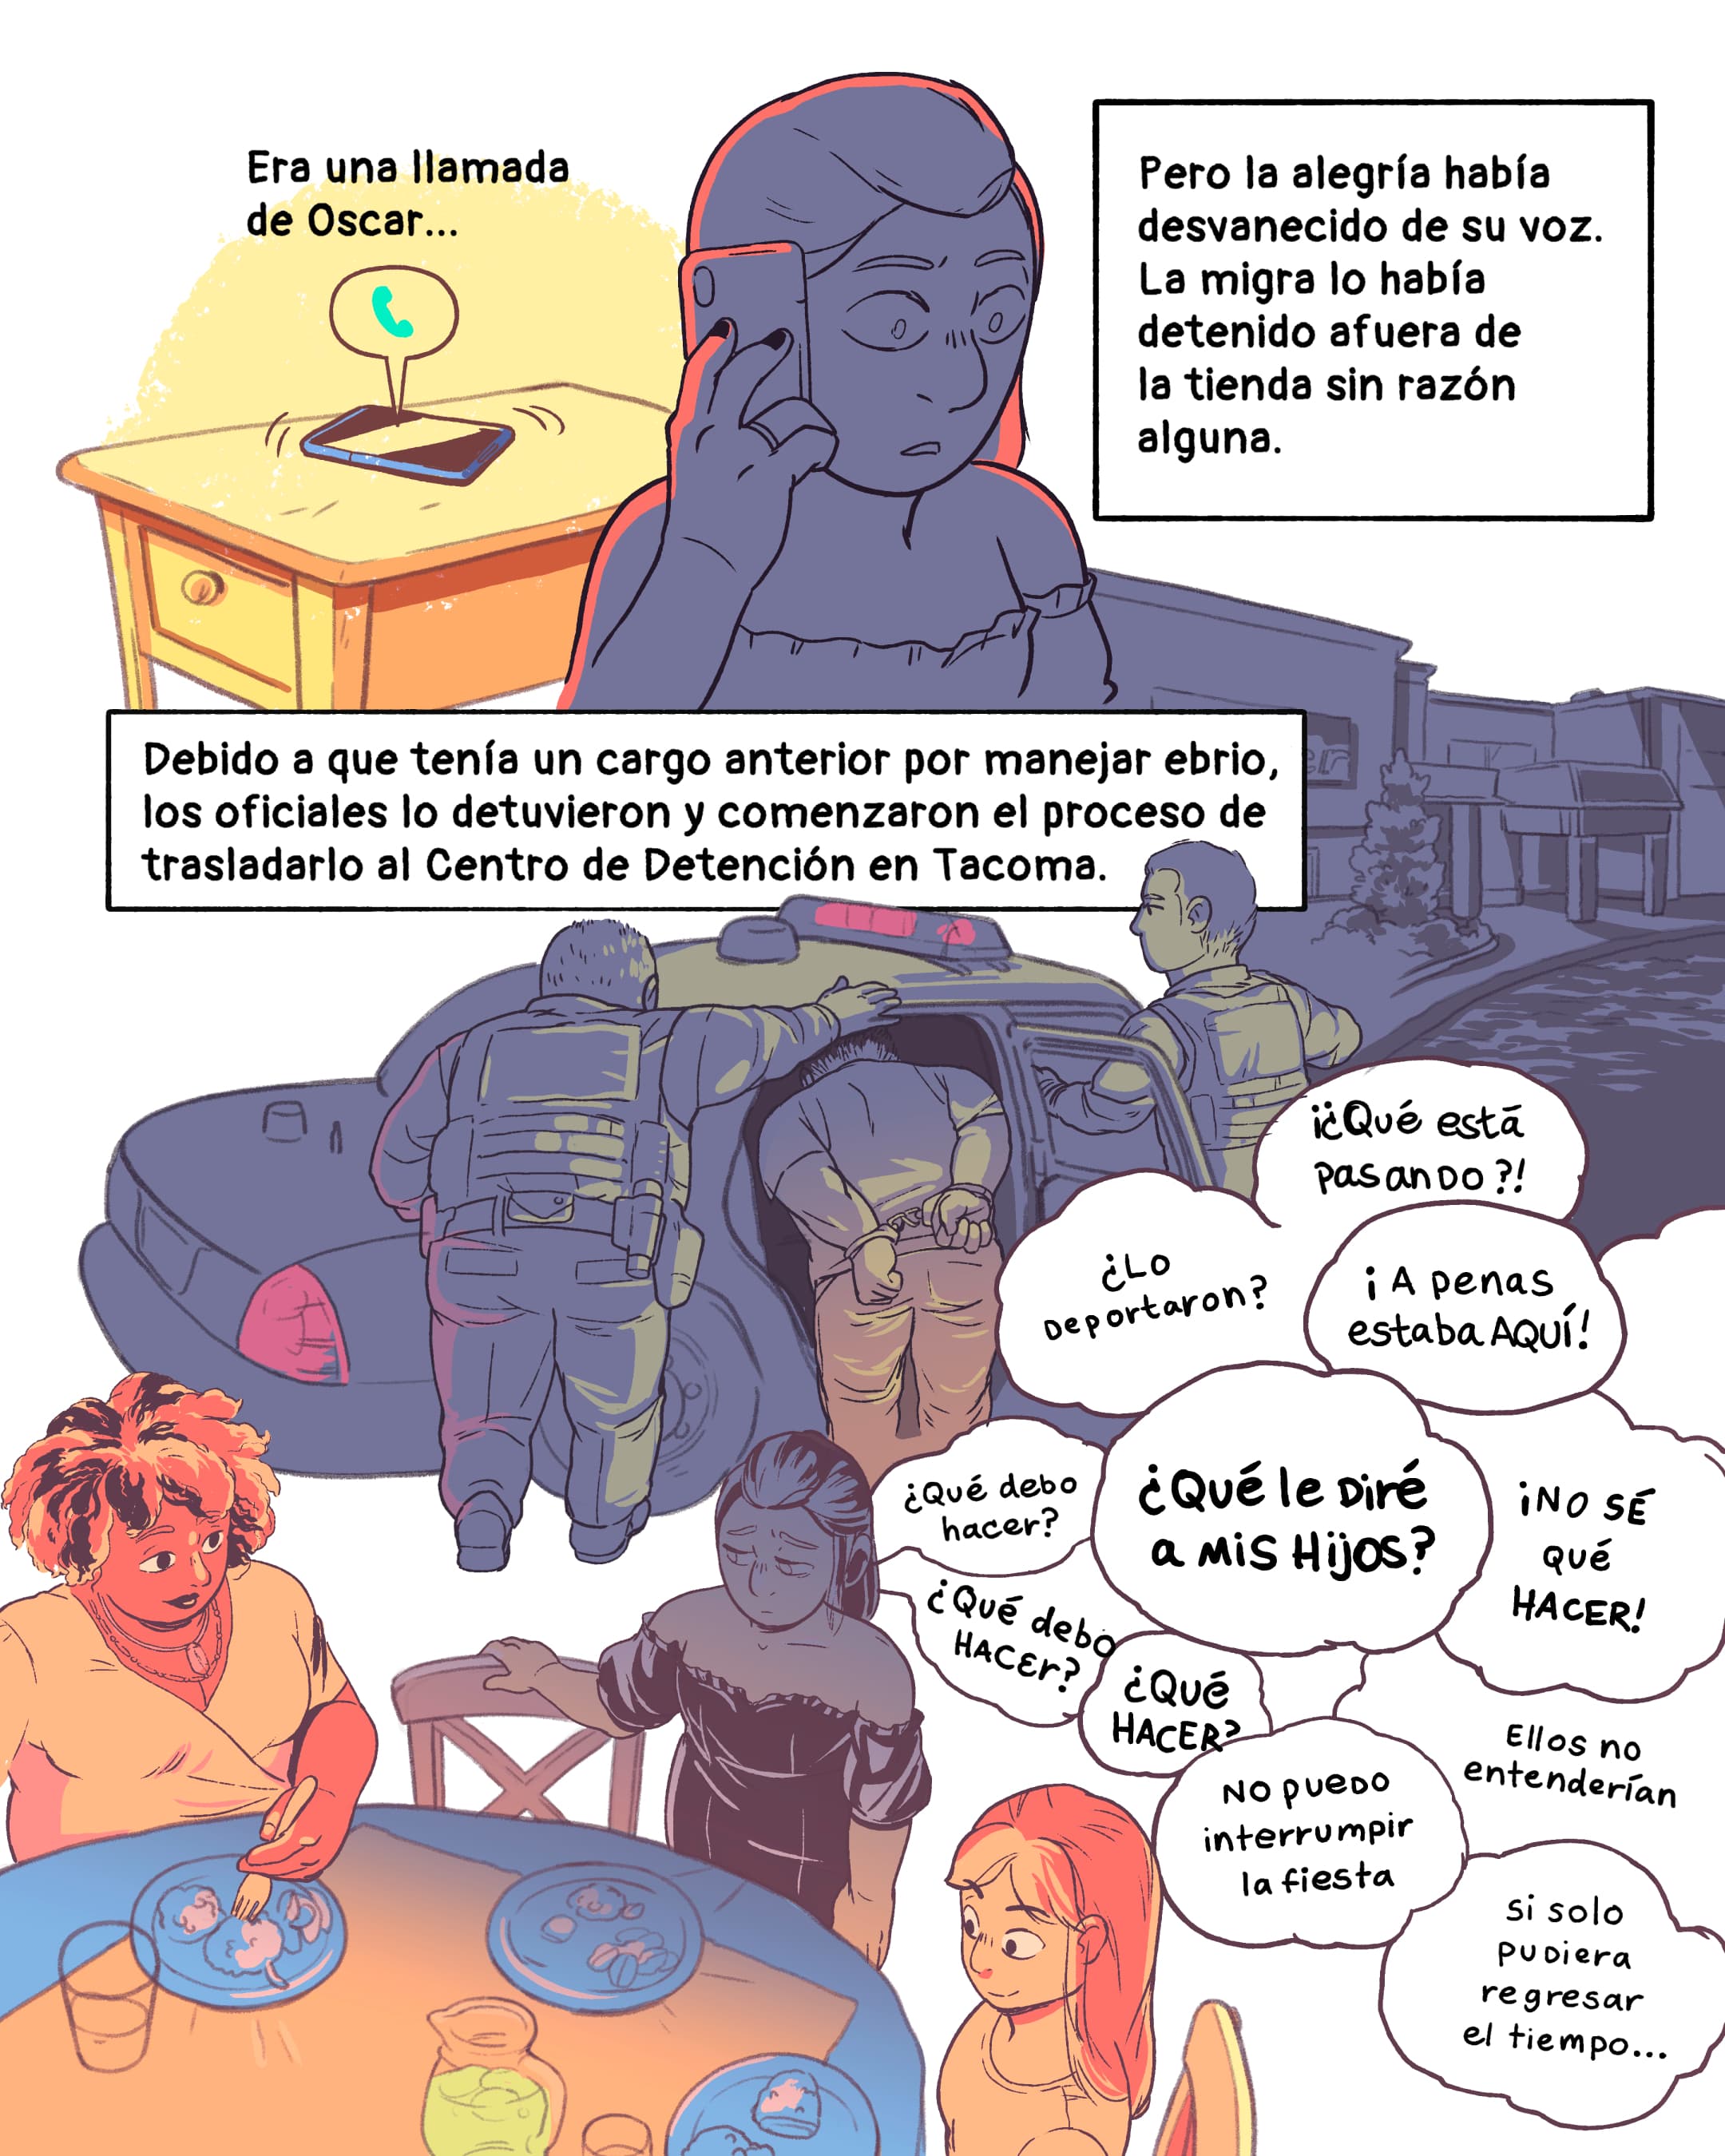 Era una llamada
de Oscar...
Pero la alegría había
desvanecido de su voz.
La migra lo había
detenido afuera de
la tienda sin razón
alguna.
Debido a que tenía un cargo anterior por manejar ebrio,
los oficiales lo detuvieron y comenzaron el proceso de
trasladarlo al Centro de Detención en Tacoma.
¡¿Qué está
pasando?!
¿Lo
Deportaron?
¡A penas
estaba AQUÍ!
¿Qué debo
hacer?
¿Qué le Diré
a Mis Hijos?
¡NO SÉ
QUÉ
HACER!
¿Qué debo
HACEr?
¿QUÉ
HACER?
Ellos no
entenderían
No puedo
interrumpir
la fiesta
si solo
pudiera
regresar
el tiempo...